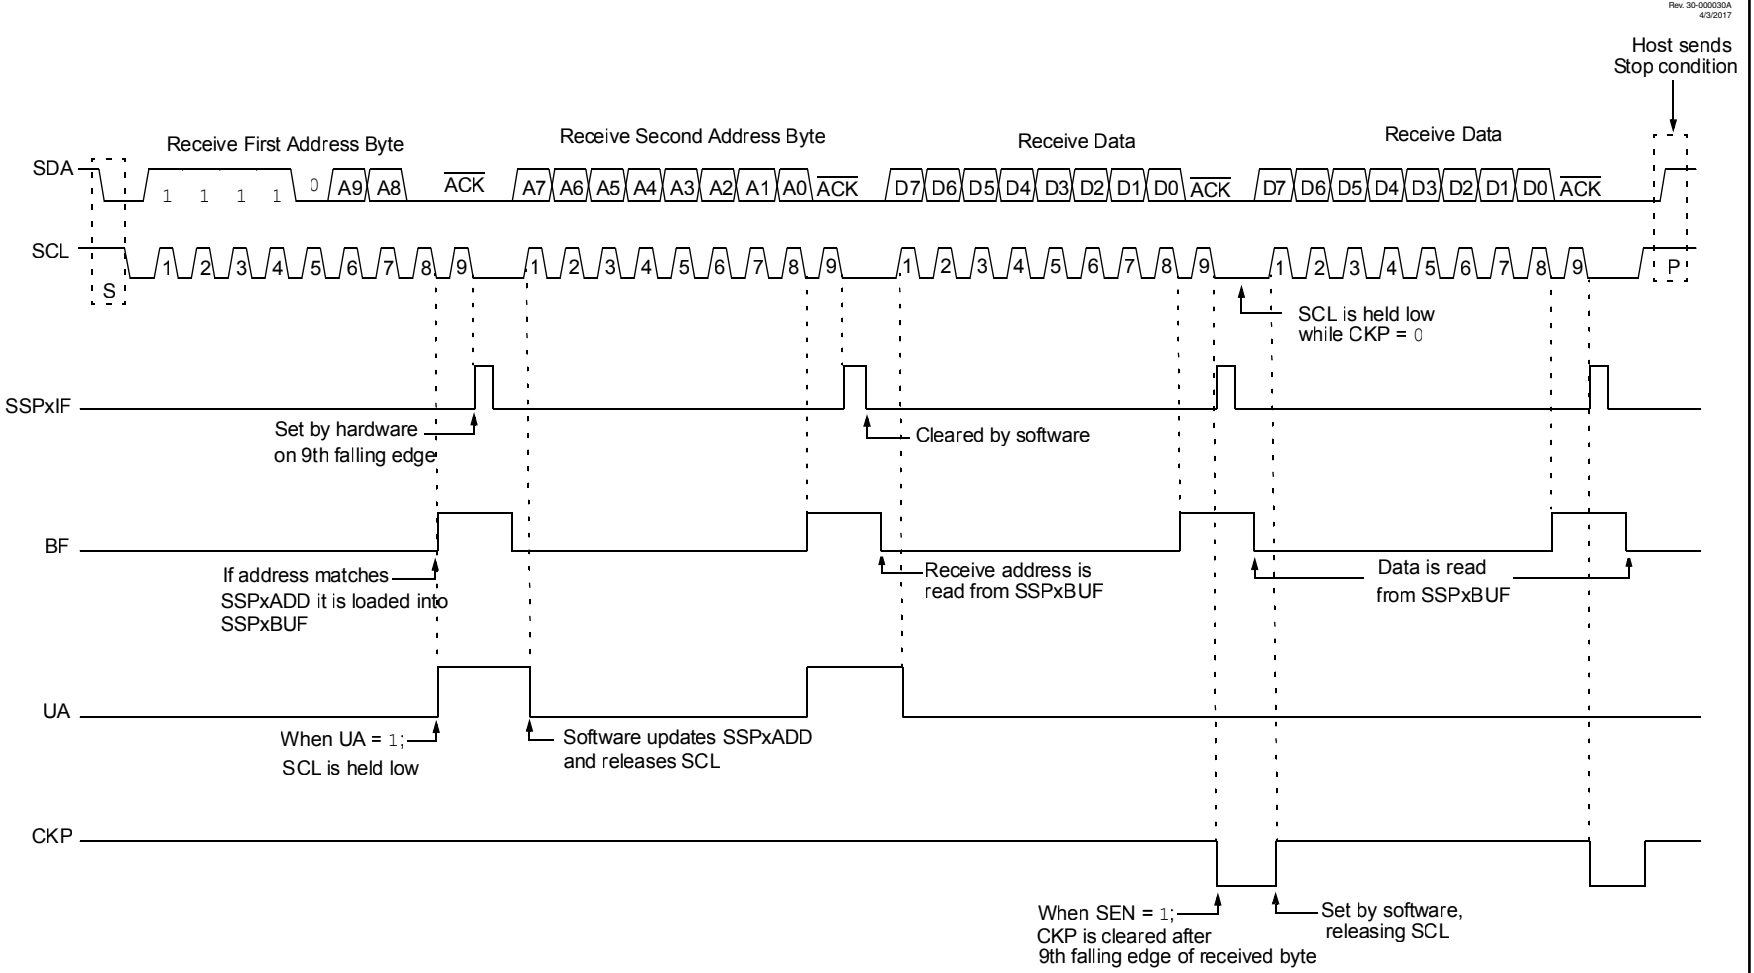 Rev. 30-000030A
4/3/2017
Host sends
Stop condition
Receive First Address Byte
Receive Second Address Byte
Receive Data
Receive Data
SDA
1 1 1 1 0 A9 A8 ACK A7 A6 A5 A4 A3 A2 A1 A0 ACK D7 D6 D5 D4 D3 D2 D1 D0 ACK D7 D6 D5 D4 D3 D2 D1 D0 ACK
SCL
S
1 2 3 4 5 6 7 8 9 1 2 3 4 5 6 7 8 9 1 2 3 4 5 6 7 8 9 1 2 3 4 5 6 7 8 9
P
SCL is held low
while CKP = 0
SSPxIF
Set by hardware
on 9th falling edge
Cleared by software
BF
If address matches
SSPxADD it is loaded into
SSPxBUF
Receive address is
read from SSPxBUF
Data is read
from SSPxBUF
UA
When UA = 1;
SCL is held low
Software updates SSPxADD
and releases SCL
CKP
When SEN = 1;
CKP is cleared after
9th falling edge of received byte
Set by software,
releasing SCL